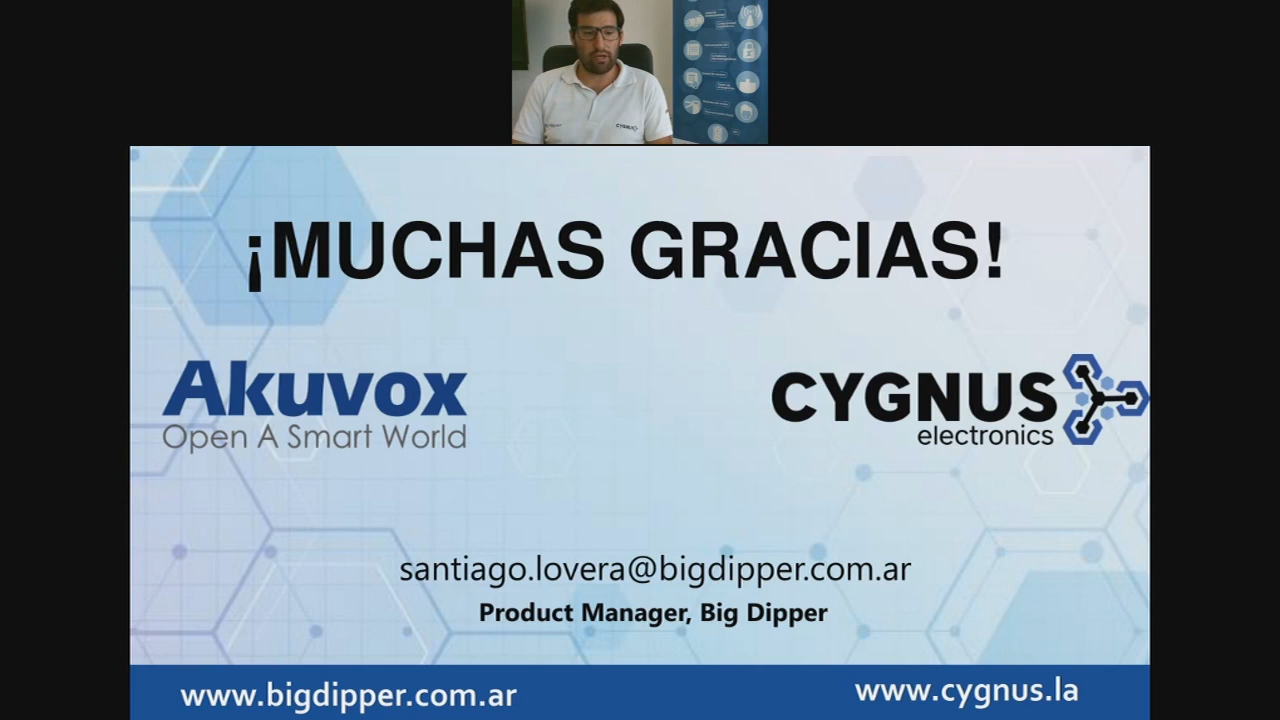 CYGNUS
¡MUCHAS GRACIAS!
Akuvox
Open A Smart World
CYGNUS
electronics
santiago.lovera@bigdipper.com.ar
Product Manager, Big Dipper
www.bigdipper.com.ar
www.cygnus.la